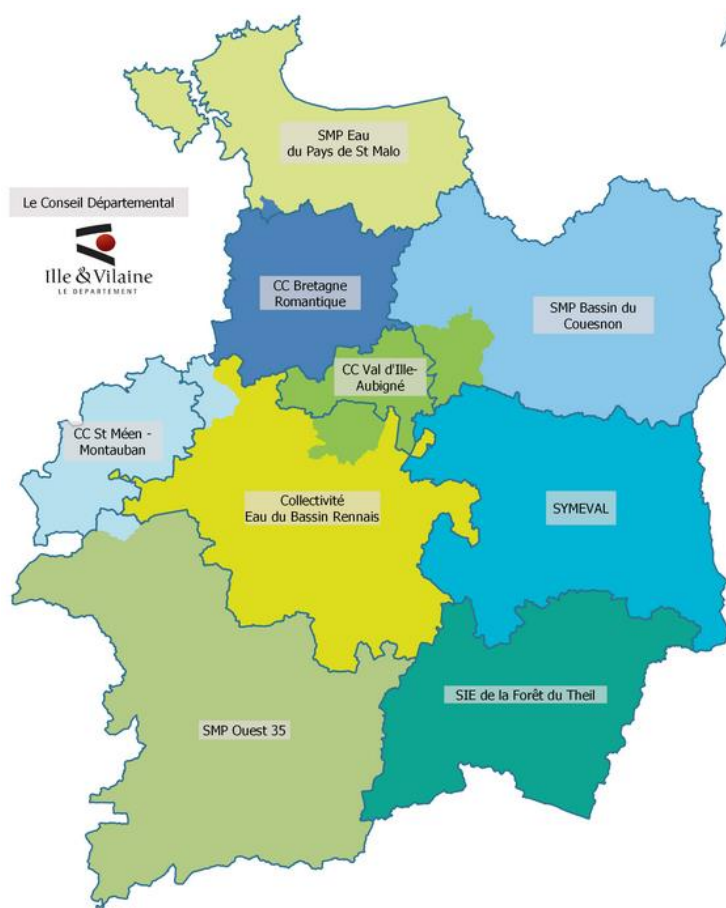 SMP Eau
du Pays de St Malo
Le Conseil Départemental
Ille & Vilaine
LE DEPARTEMENT
CC Bretagne
Romantique
SMP Bassin du
Couesnon
CC Val d'Ille-
Aubigné
CC St Méen -
Montauban
Collectivité
Eau du Bassin Rennais
SYMEVAL
SIE de la Forêt du Theil
SMP Ouest 35